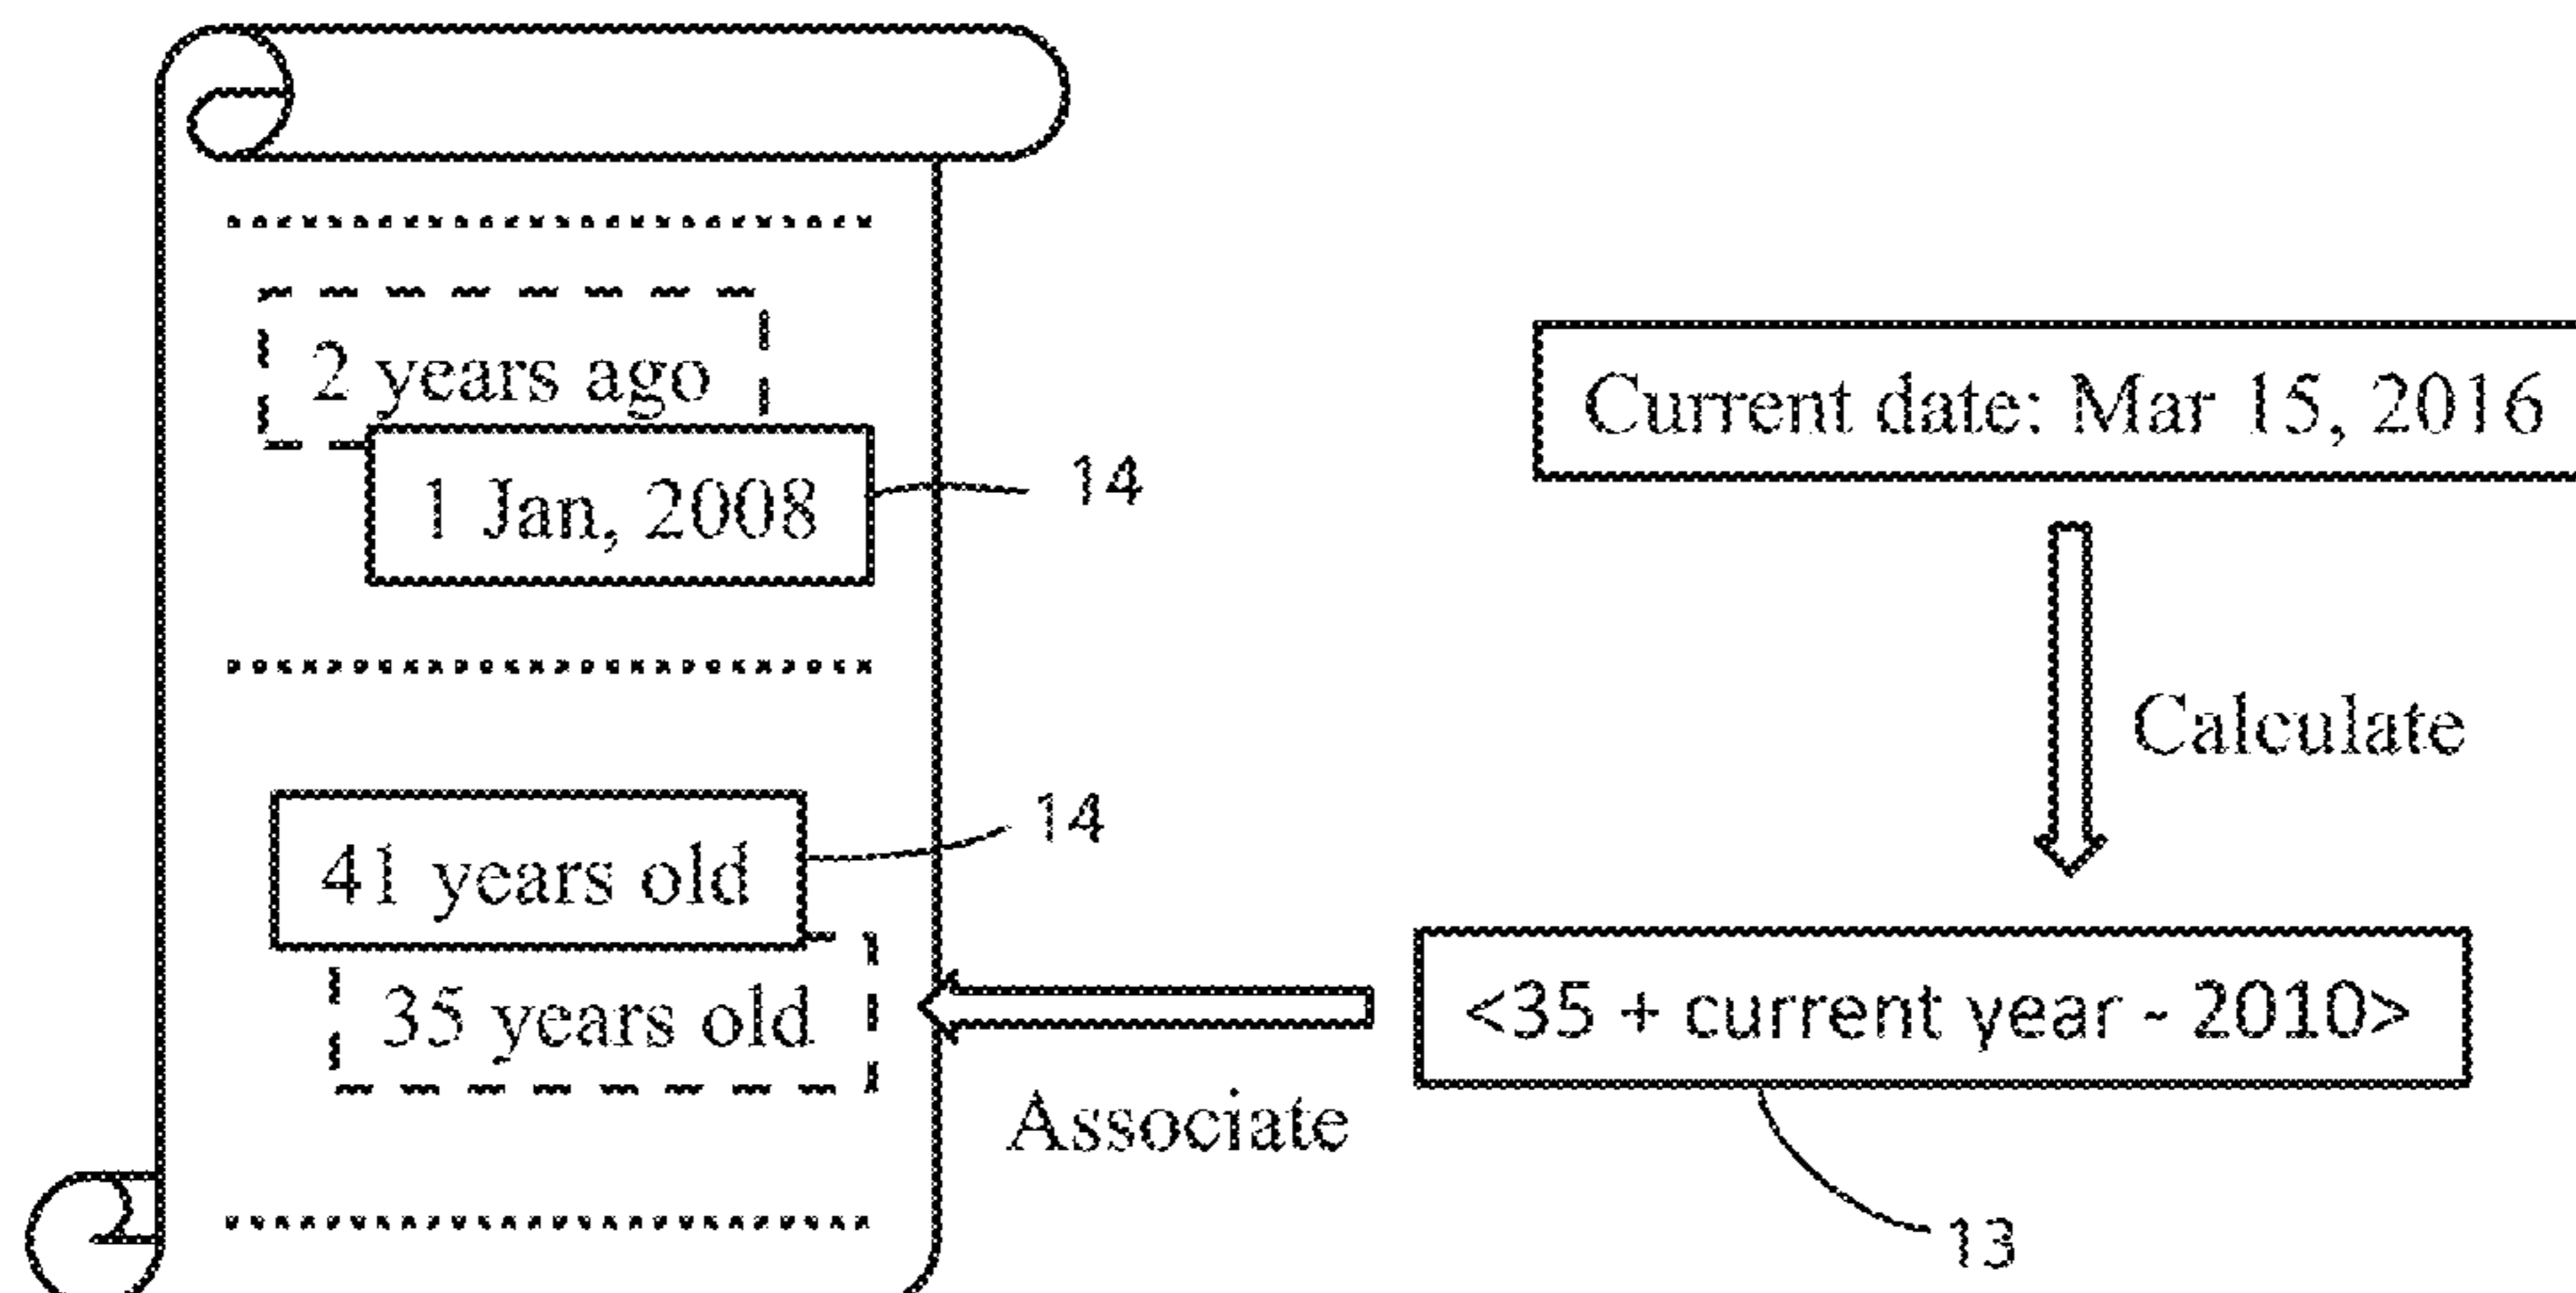 2 years ago
1 Jan, 2008
14
Current date: Mar 15, 2016
Calculate
41 years old
14
35 years old
<35 + current year - 2010>
Associate
13